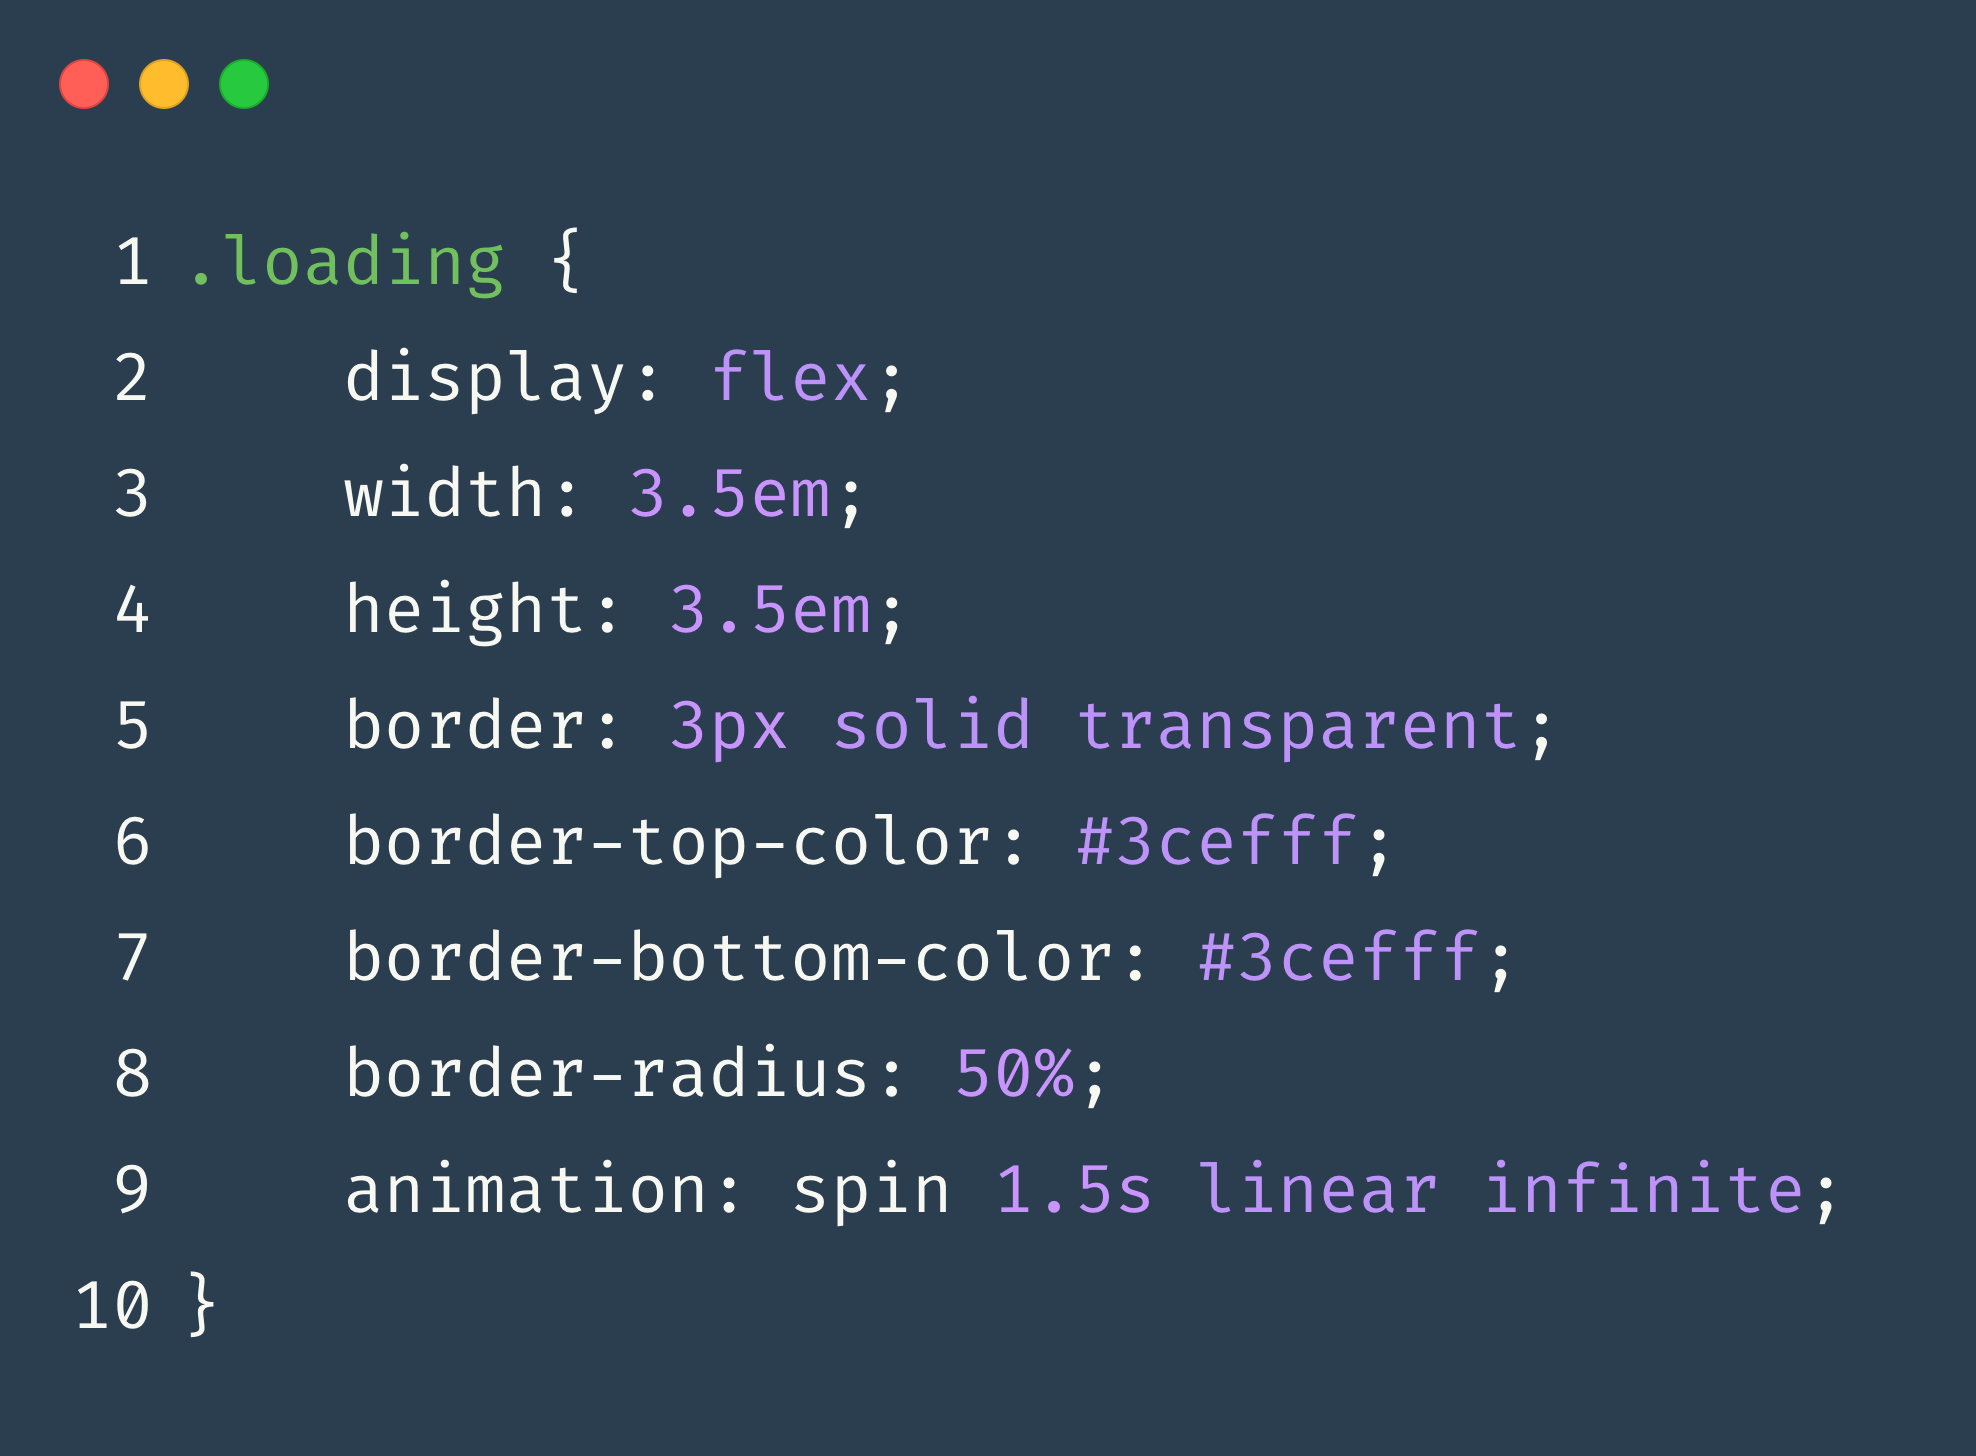 1 .loading {
2     display: flex;
3     width: 3.5em;
4     height: 3.5em;
5     border: 3px solid transparent;
6     border-top-color: #3cefff;
7     border-bottom-color: #3cefff;
8     border-radius: 50%;
9     animation: spin 1.5s linear infinite;
10 }